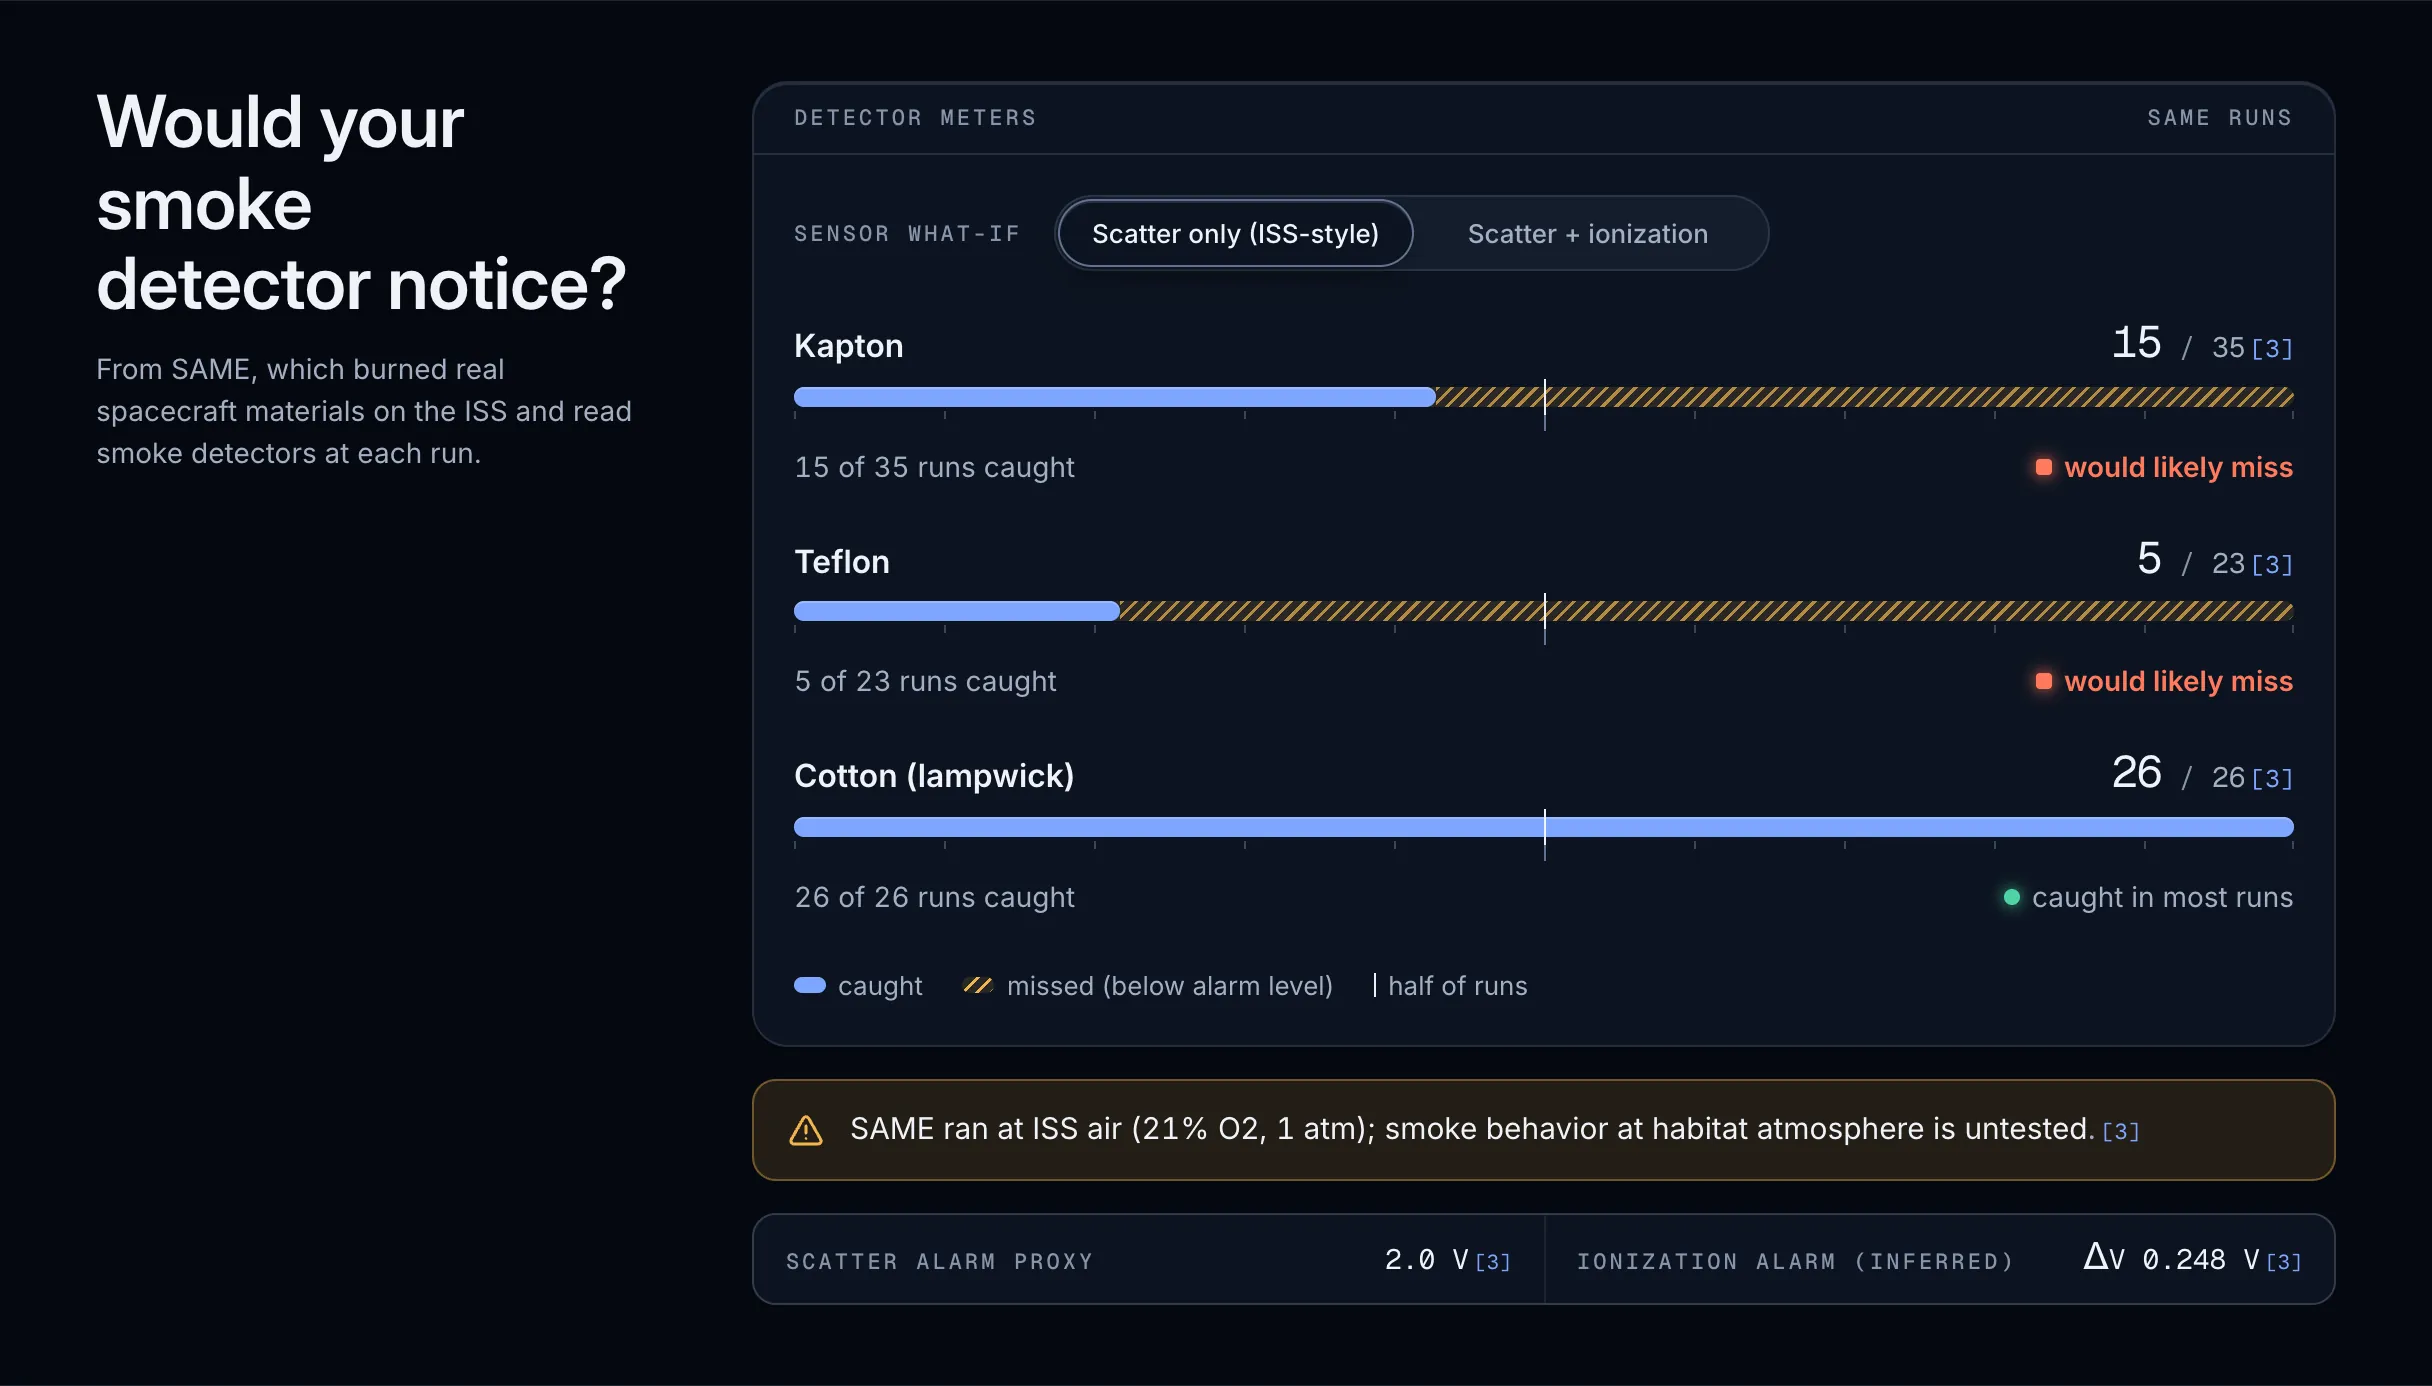 Would your
smoke
detector notice?
From SAME, which burned real
spacecraft materials on the ISS and read
smoke detectors at each run.
DETECTOR METERS
SAME RUNS
SENSOR WHAT-IF
Scatter only (ISS-style)
Scatter + ionization
Kapton
15 / 35 [3]
15 of 35 runs caught
would likely miss
Teflon
5 / 23 [3]
5 of 23 runs caught
would likely miss
Cotton (lampwick)
26 / 26 [3]
26 of 26 runs caught
caught in most runs
caught
missed (below alarm level)
half of runs
SAME ran at ISS air (21% O2, 1 atm); smoke behavior at habitat atmosphere is untested. [3]
SCATTER ALARM PROXY
2.0 V [3]
IONIZATION ALARM (INFERRED)
ΔV 0.248 V [3]